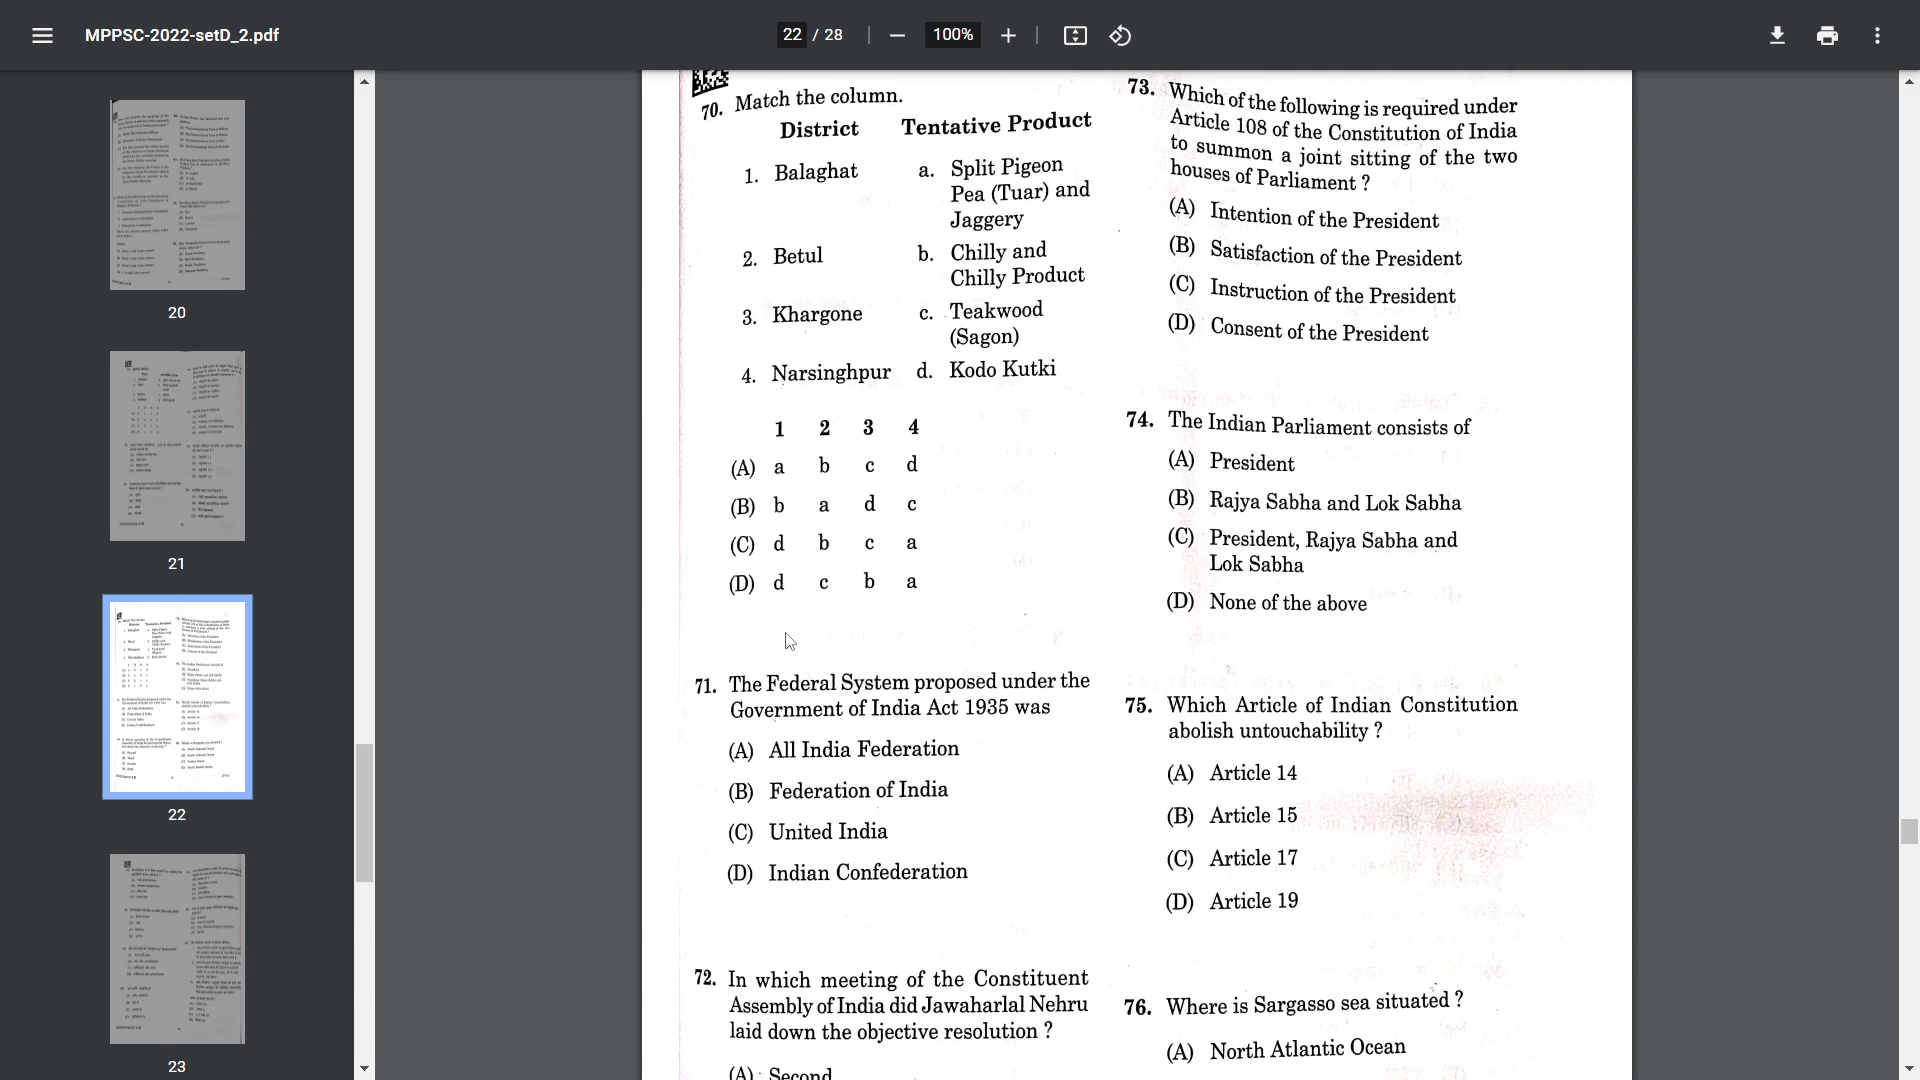 MPPSC-2022-setD_2.pdf
22 / 28
100%
20
21
22
23
70. Match the column.
District Tentative Product
1. Balaghat a. Split Pigeon
Pea (Tuar) and
Jaggery
2. Betul b. Chilly and
Chilly Product
3. Khargone c. Teakwood
(Sagon)
4. Narsinghpur d. Kodo Kutki
1 2 3 4
(A) a b c d
(B) b a d c
(C) d b c a
(D) d c b a
71. The Federal System proposed under the
Government of India Act 1935 was
(A) All India Federation
(B) Federation of India
(C) United India
(D) Indian Confederation
72. In which meeting of the Constituent
Assembly of India did Jawaharlal Nehru
laid down the objective resolution ?
(A) Second
73. Which of the following is required under
Article 108 of the Constitution of India
to summon a joint sitting of the two
houses of Parliament ?
(A) Intention of the President
(B) Satisfaction of the President
(C) Instruction of the President
(D) Consent of the President
74. The Indian Parliament consists of
(A) President
(B) Rajya Sabha and Lok Sabha
(C) President, Rajya Sabha and
Lok Sabha
(D) None of the above
75. Which Article of Indian Constitution
abolish untouchability ?
(A) Article 14
(B) Article 15
(C) Article 17
(D) Article 19
76. Where is Sargasso sea situated ?
(A) North Atlantic Ocean